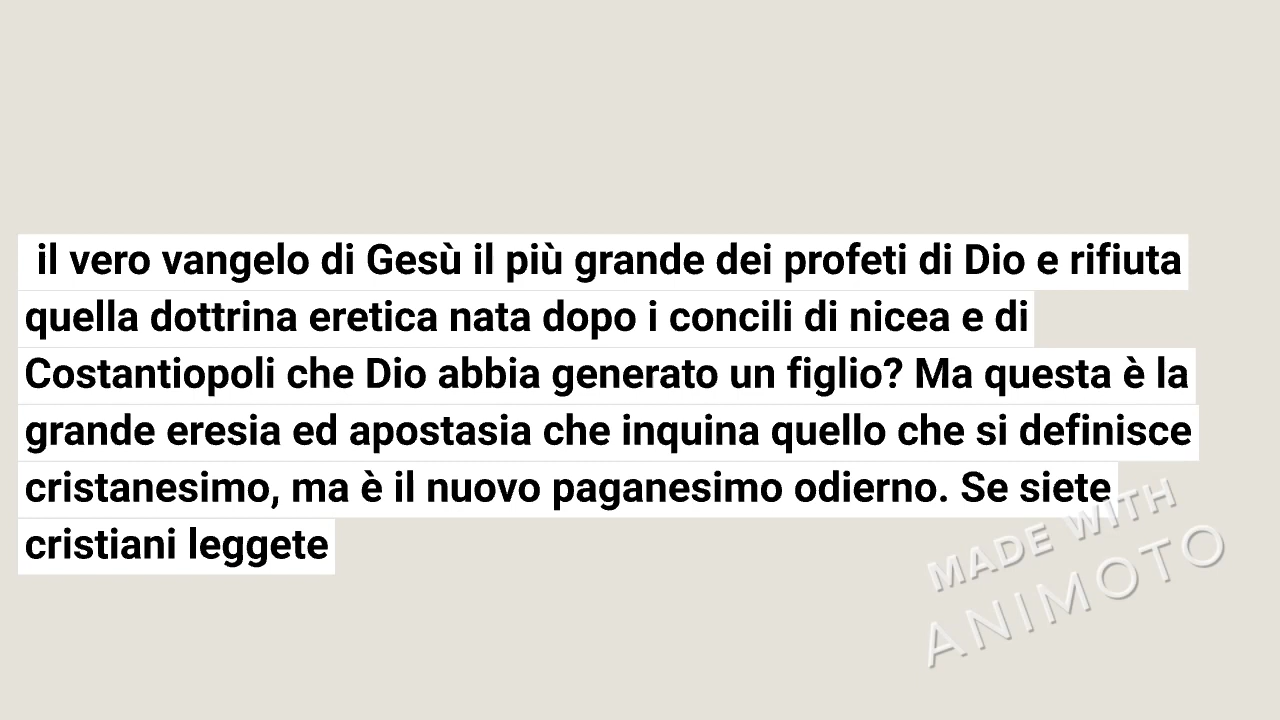 il vero vangelo di Gesù il più grande dei profeti di Dio e rifiuta
quella dottrina eretica nata dopo i concili di nicea e di
Costantiopoli che Dio abbia generato un figlio? Ma questa è la
grande eresia ed apostasia che inquina quello che si definisce
cristanesimo, ma è il nuovo paganesimo odierno. Se siete
cristiani leggete
MADE WITH
ANIMOTO